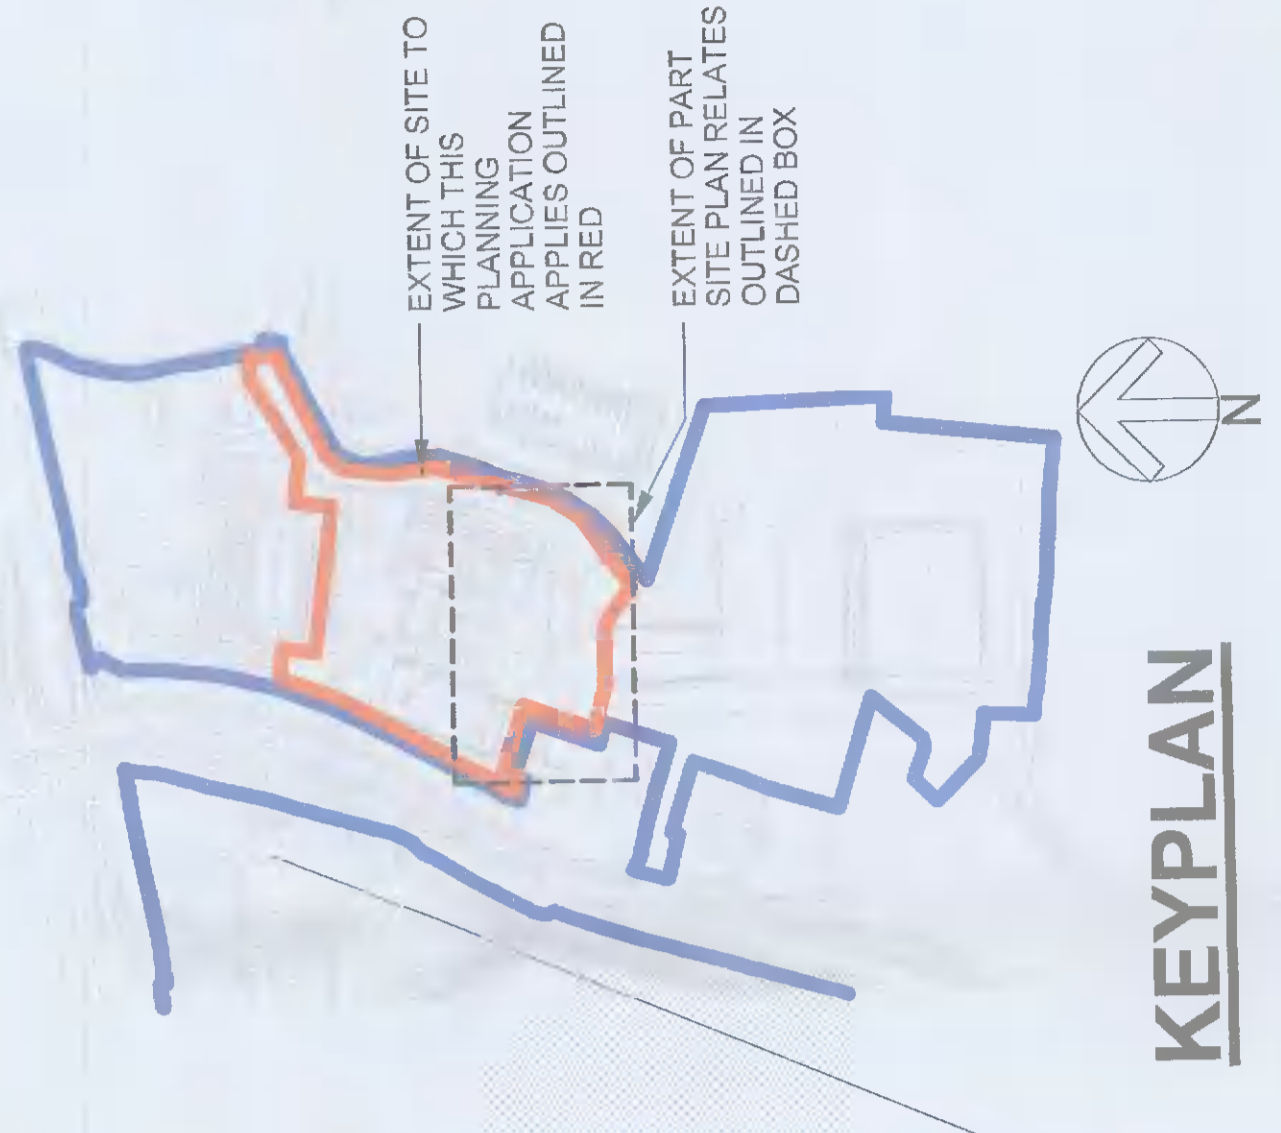 EXTENT OF SITE TO
WHICH THIS
PLANNING
APPLICATION
APPLIES OUTLINED
IN RED
EXTENT OF PART
SITE PLAN RELATES
OUTLINED IN
DASHED BOX
N
KEYPLAN